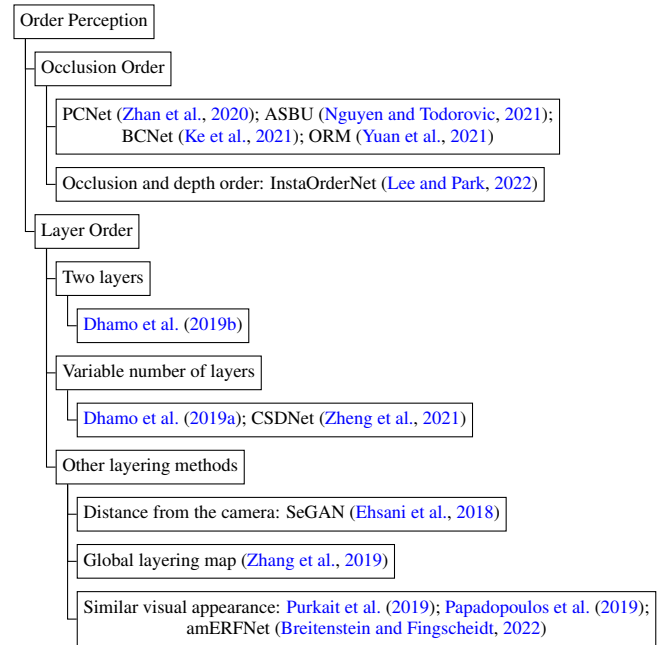 Order Perception
Occlusion Order
PCNet (Zhan et al., 2020); ASBU (Nguyen and Todorovic, 2021);
BCNet (Ke et al., 2021); ORM (Yuan et al., 2021)
Occlusion and depth order: InstaOrderNet (Lee and Park, 2022)
Layer Order
Two layers
Dhamo et al. (2019b)
Variable number of layers
Dhamo et al. (2019a); CSDNet (Zheng et al., 2021)
Other layering methods
Distance from the camera: SeGAN (Ehsani et al., 2018)
Global layering map (Zhang et al., 2019)
Similar visual appearance: Purkait et al. (2019); Papadopoulos et al. (2019);
amERFNet (Breitenstein and Fingscheidt, 2022)